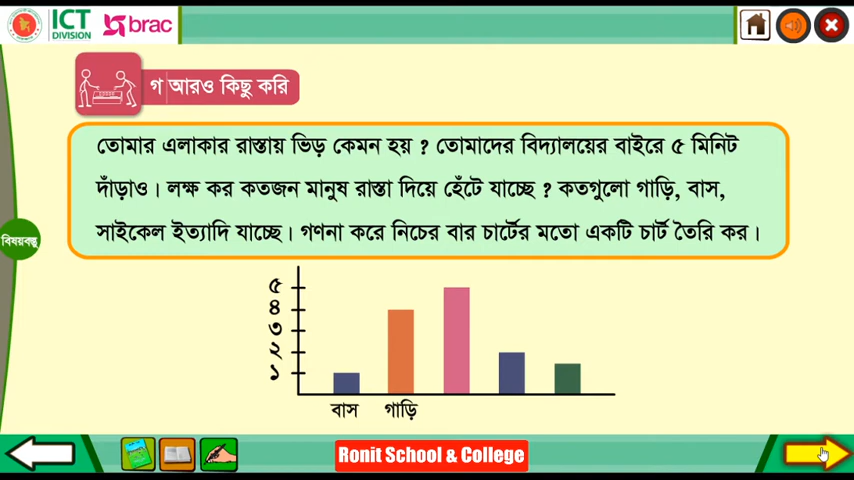 ICT
DIVISION
brac
গ আরও কিছু করি
তোমার এলাকার রাস্তায় ভিড় কেমন হয় ? তোমাদের বিদ্যালয়ের বাইরে ৫ মিনিট
দাঁড়াও। লক্ষ কর কতজন মানুষ রাস্তা দিয়ে হেঁটে যাচ্ছে ? কতগুলো গাড়ি, বাস,
সাইকেল ইত্যাদি যাচ্ছে। গণনা করে নিচের বার চার্টের মতো একটি চার্ট তৈরি কর।
বিষয়বস্তু
৫
৪
৩
২
১
বাস গাড়ি
Ronit School & College